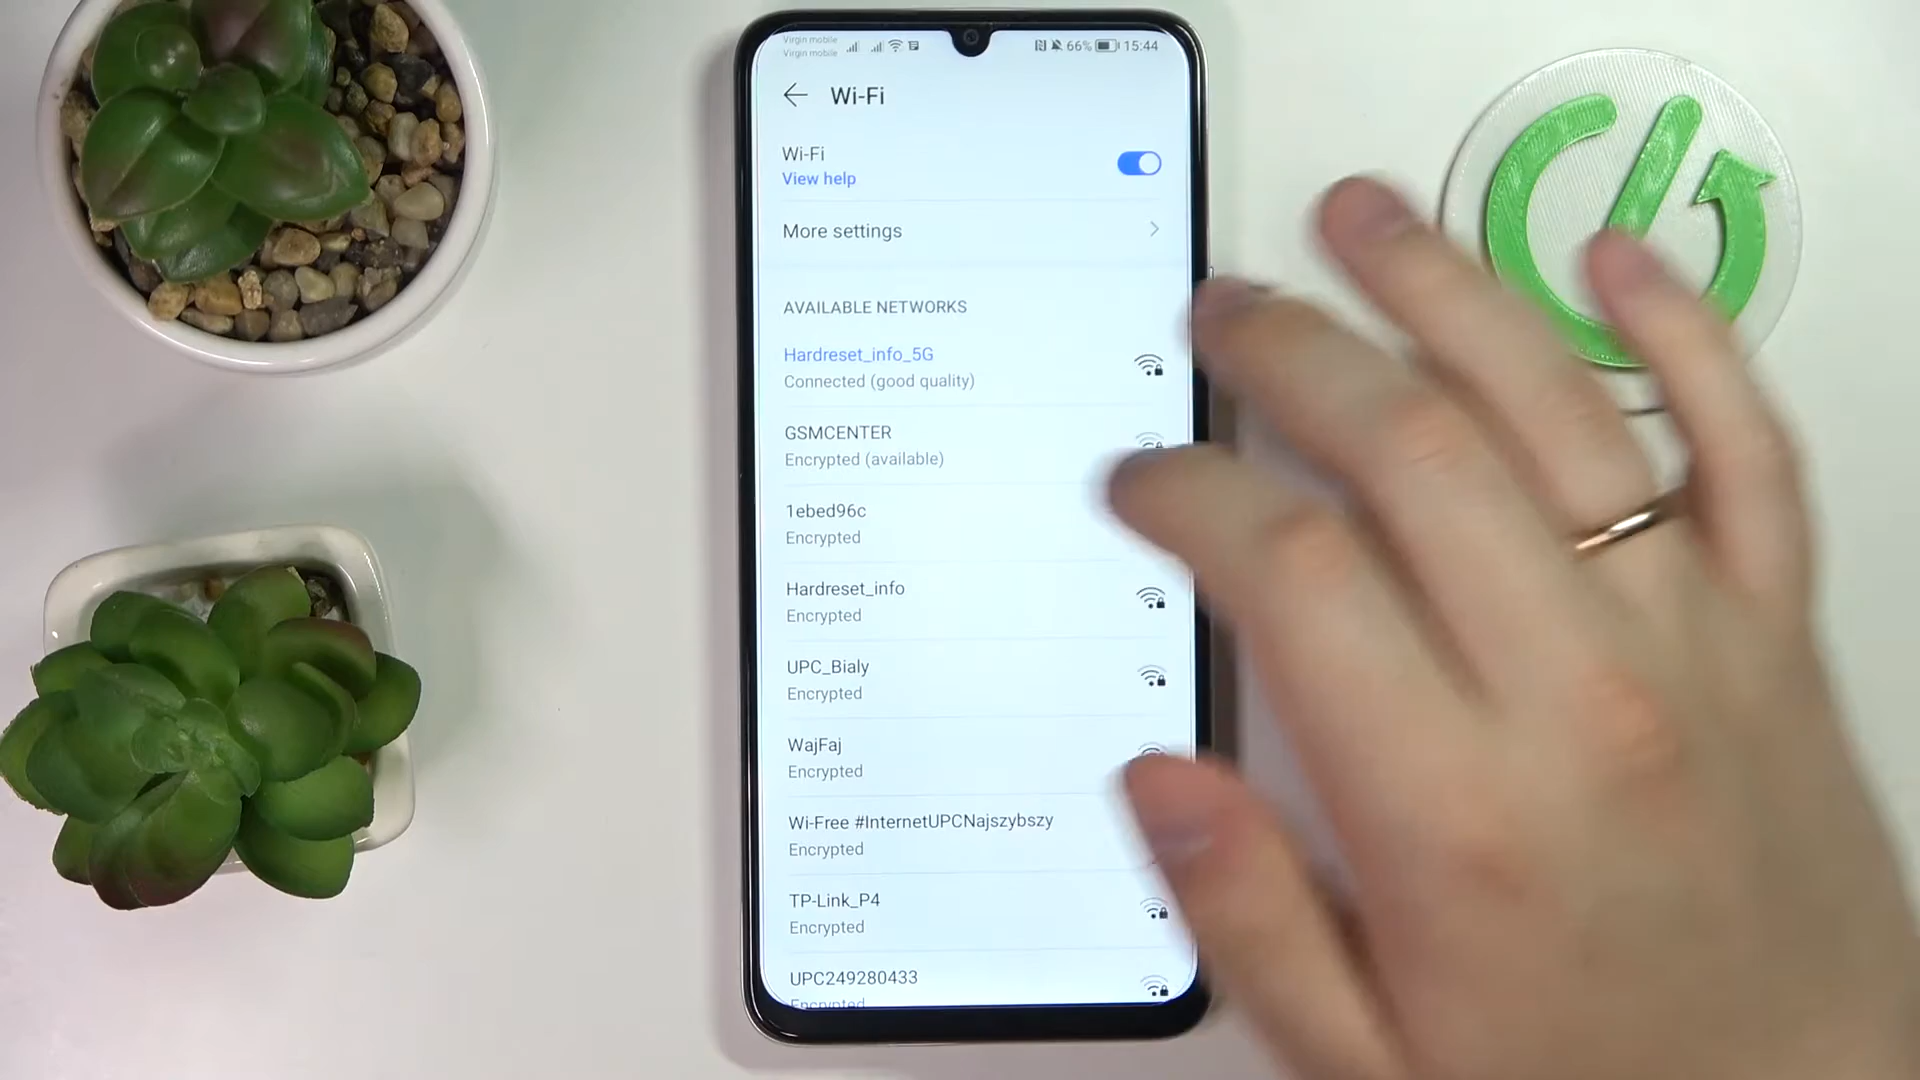 Virgin mobile
Virgin mobile
66% 15:44
Wi-Fi
Wi-Fi
View help
More settings
AVAILABLE NETWORKS
Hardreset_info_5G
Connected (good quality)
GSMCENTER
Encrypted (available)
1ebed96c
Encrypted
Hardreset_info
Encrypted
UPC_Bialy
Encrypted
WajFaj
Encrypted
Wi-Free #InternetUPCNajszybszy
Encrypted
TP-Link_P4
Encrypted
UPC249280433
Encrypted